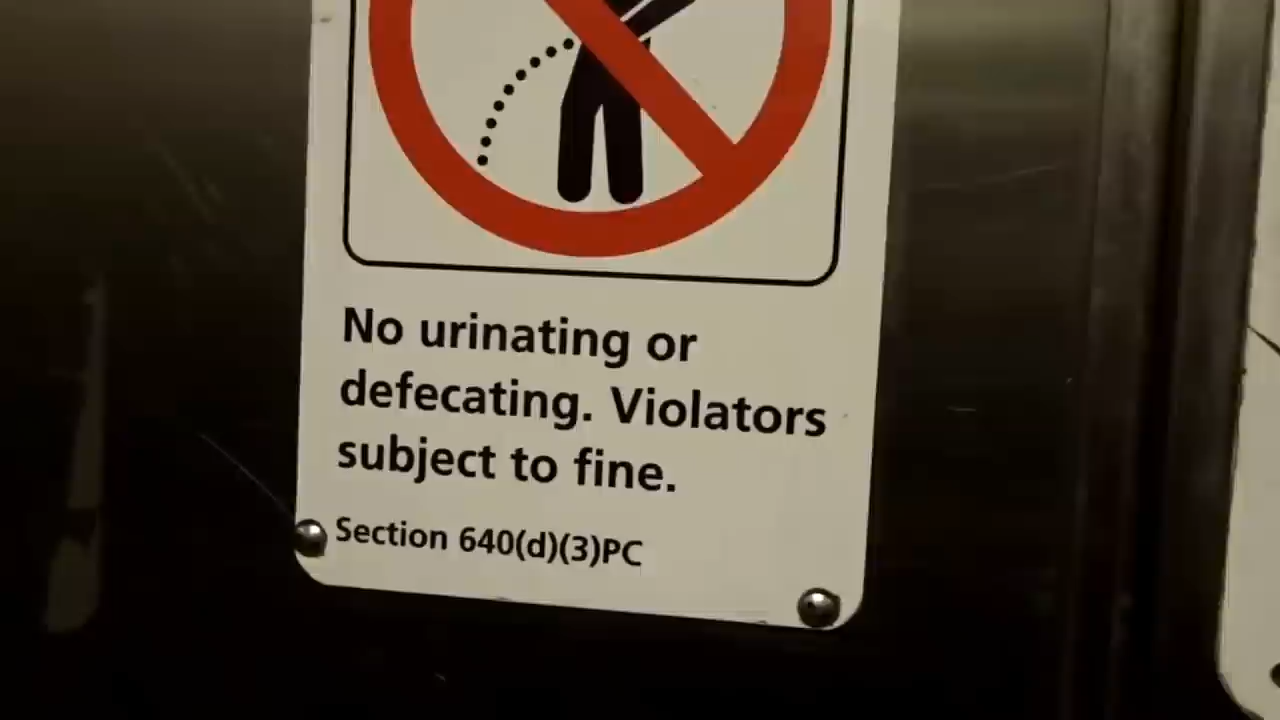 No urinating or
defecating. Violators
subject to fine.
Section 640(d)(3)PC